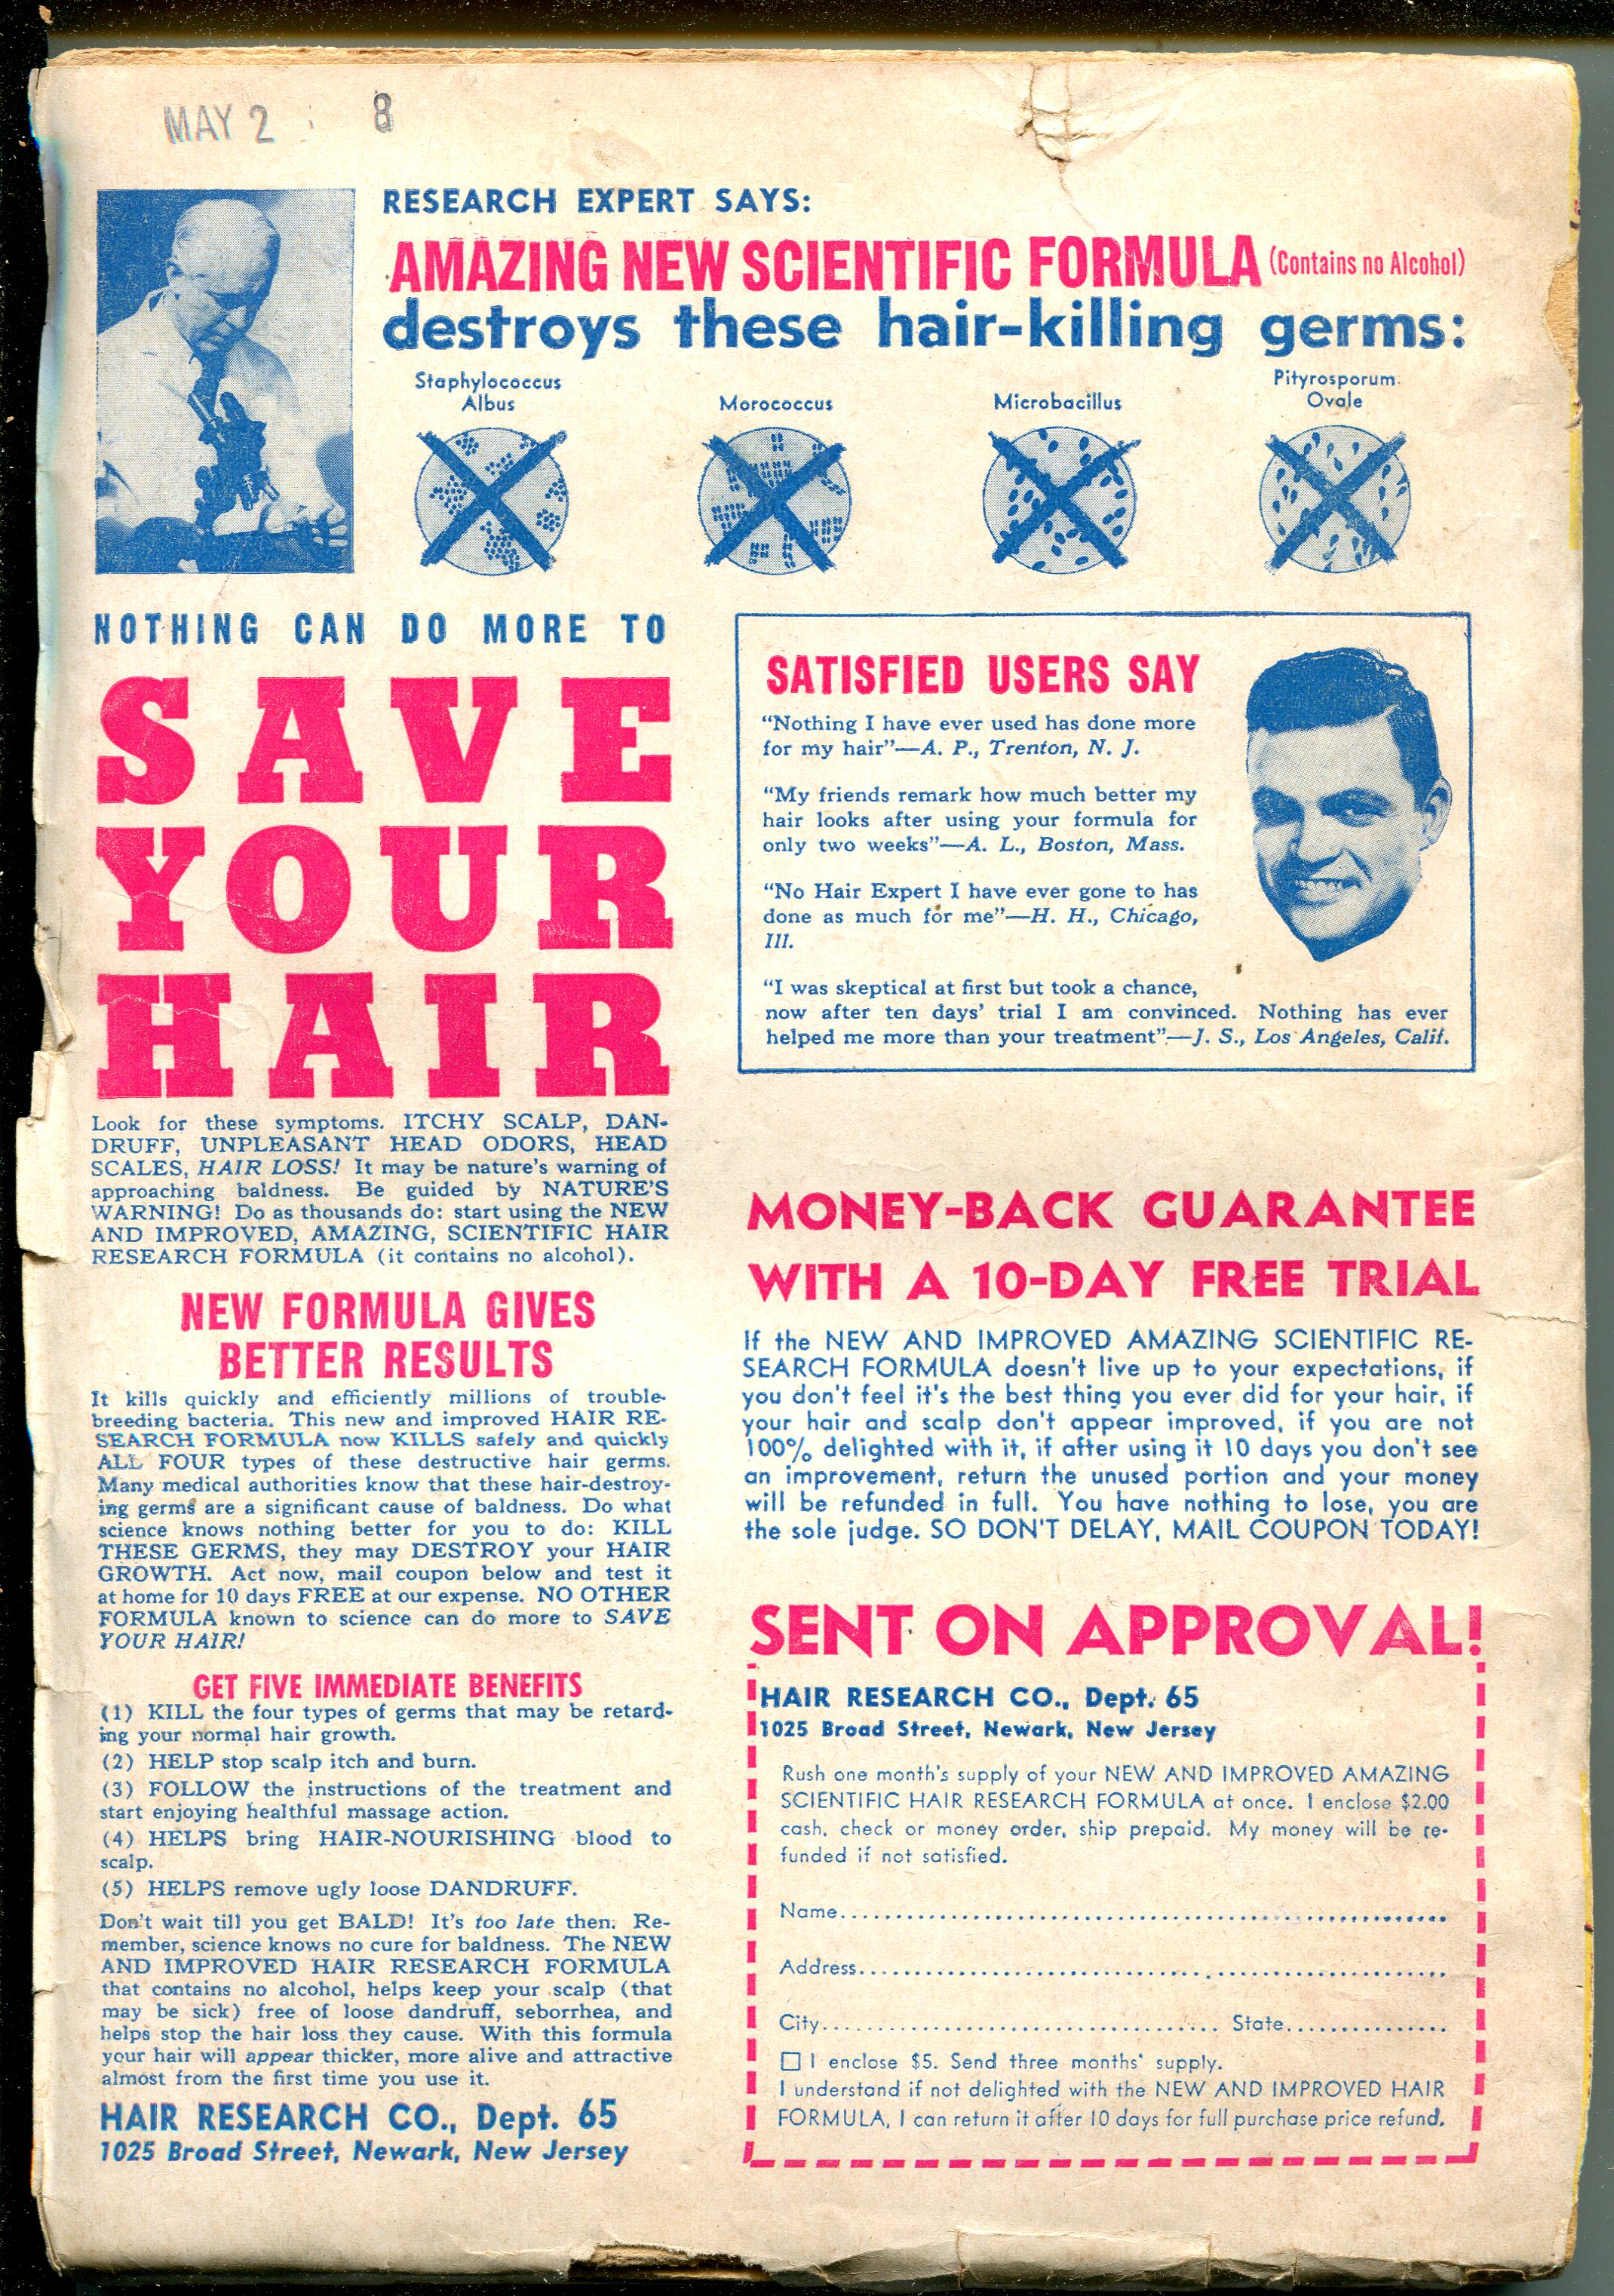 MAY 2 8
RESEARCH EXPERT SAYS:
AMAZING NEW SCIENTIFIC FORMULA (Contains no Alcohol)
destroys these hair-killing germs:
Staphylococcus
Albus
Morococcus
Microbacillus
Pityrosporum
Ovale
NOTHING CAN DO MORE TO
SAVE
YOUR
HAIR
Look for these symptoms. ITCHY SCALP, DAN-
DRUFF, UNPLEASANT HEAD ODORS, HEAD
SCALES, HAIR LOSS! It may be nature's warning of
approaching baldness. Be guided by NATURE'S
WARNING! Do as thousands do: start using the NEW
AND IMPROVED, AMAZING, SCIENTIFIC HAIR
RESEARCH FORMULA (it contains no alcohol).
NEW FORMULA GIVES
BETTER RESULTS
It kills quickly and efficiently millions of trouble-
breeding bacteria. This new and improved HAIR RE-
SEARCH FORMULA now KILLS safely and quickly
ALL FOUR types of these destructive hair germs.
Many medical authorities know that these hair-destroy-
ing germs are a significant cause of baldness. Do what
science knows nothing better for you to do: KILL
THESE GERMS, they may DESTROY your HAIR
GROWTH. Act now, mail coupon below and test it
at home for 10 days FREE at our expense. NO OTHER
FORMULA known to science can do more to SAVE
YOUR HAIR!
GET FIVE IMMEDIATE BENEFITS
(1) KILL the four types of germs that may be retard-
ing your normal hair growth.
(2) HELP stop scalp itch and burn.
(3) FOLLOW the instructions of the treatment and
start enjoying healthful massage action.
(4) HELPS bring HAIR-NOURISHING blood to
scalp.
(5) HELPS remove ugly loose DANDRUFF.
Don't wait till you get BALD! It's too late then. Re-
member, science knows no cure for baldness. The NEW
AND IMPROVED HAIR RESEARCH FORMULA
that contains no alcohol, helps keep your scalp (that
may be sick) free of loose dandruff, seborrhea, and
helps stop the hair loss they cause. With this formula
your hair will appear thicker, more alive and attractive
almost from the first time you use it.
HAIR RESEARCH CO., Dept. 65
1025 Broad Street, Newark, New Jersey
SATISFIED USERS SAY
"Nothing I have ever used has done more
for my hair"—A. P., Trenton, N. J.
"My friends remark how much better my
hair looks after using your formula for
only two weeks"—A. L., Boston, Mass.
"No Hair Expert I have ever gone to has
done as much for me"—H. H., Chicago,
Ill.
"I was skeptical at first but took a chance,
now after ten days' trial I am convinced. Nothing has ever
helped me more than your treatment"—J. S., Los Angeles, Calif.
MONEY-BACK GUARANTEE
WITH A 10-DAY FREE TRIAL
If the NEW AND IMPROVED AMAZING SCIENTIFIC RE-
SEARCH FORMULA doesn't live up to your expectations, if
you don't feel it's the best thing you ever did for your hair, if
your hair and scalp don't appear improved, if you are not
100% delighted with it, if after using it 10 days you don't see
an improvement, return the unused portion and your money
will be refunded in full. You have nothing to lose, you are
the sole judge. SO DON'T DELAY, MAIL COUPON TODAY!
SENT ON APPROVAL!
HAIR RESEARCH CO., Dept. 65
1025 Broad Street, Newark, New Jersey
Rush one month's supply of your NEW AND IMPROVED AMAZING
SCIENTIFIC HAIR RESEARCH FORMULA at once. I enclose $2.00
cash, check or money order, ship prepaid. My money will be re-
funded if not satisfied.
Name
Address
City State
I enclose $5. Send three months' supply.
I understand if not delighted with the NEW AND IMPROVED HAIR
FORMULA, I can return it after 10 days for full purchase price refund.